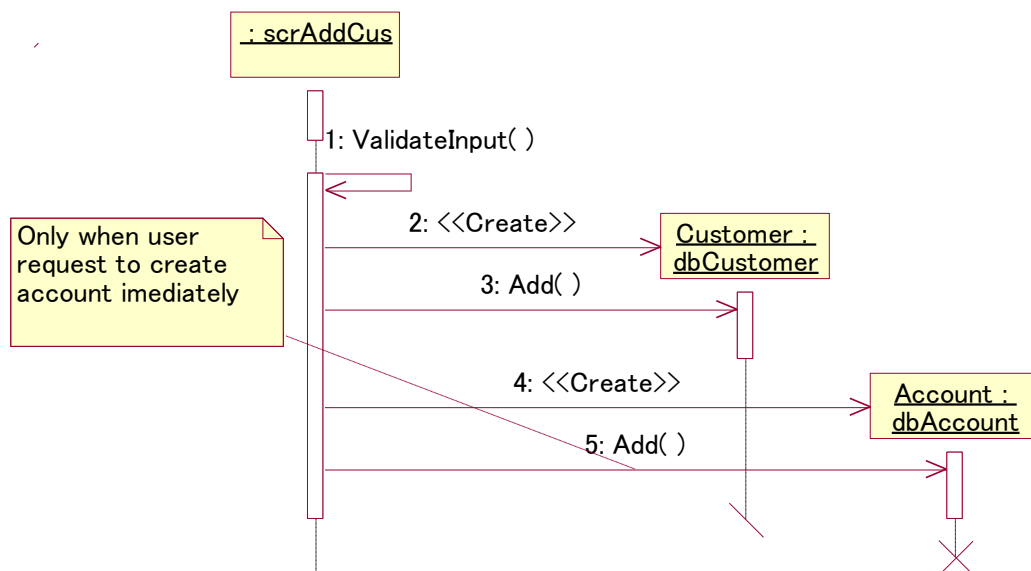 : scrAddCus
1: ValidateInput( )
2: <<Create>>
Customer :
dbCustomer
Only when user
request to create
account imediately
3: Add( )
4: <<Create>>
Account :
dbAccount
5: Add( )